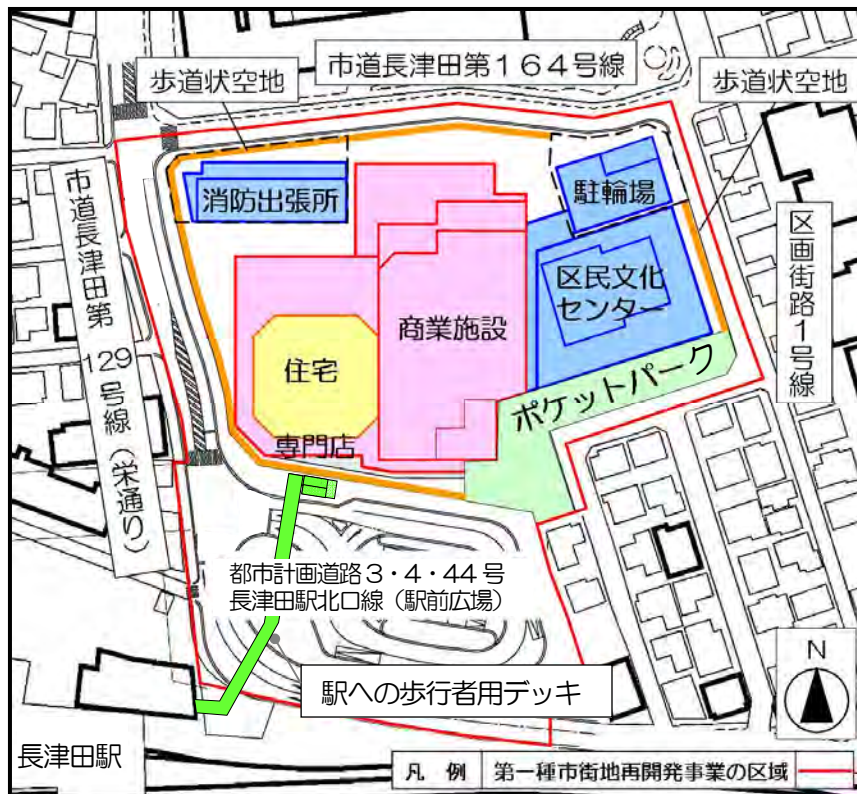 歩道状空地
市道長津田第164号線
歩道状空地
消防出張所
駐輪場
市道長津田第
129
号線（栄通り）
区民文化
センター
区画街路1号線
商業施設
住宅
ポケットパーク
専門店
都市計画道路3・4・44号
長津田駅北口線（駅前広場）
駅への歩行者用デッキ
N
長津田駅
凡 例 第一種市街地再開発事業の区域